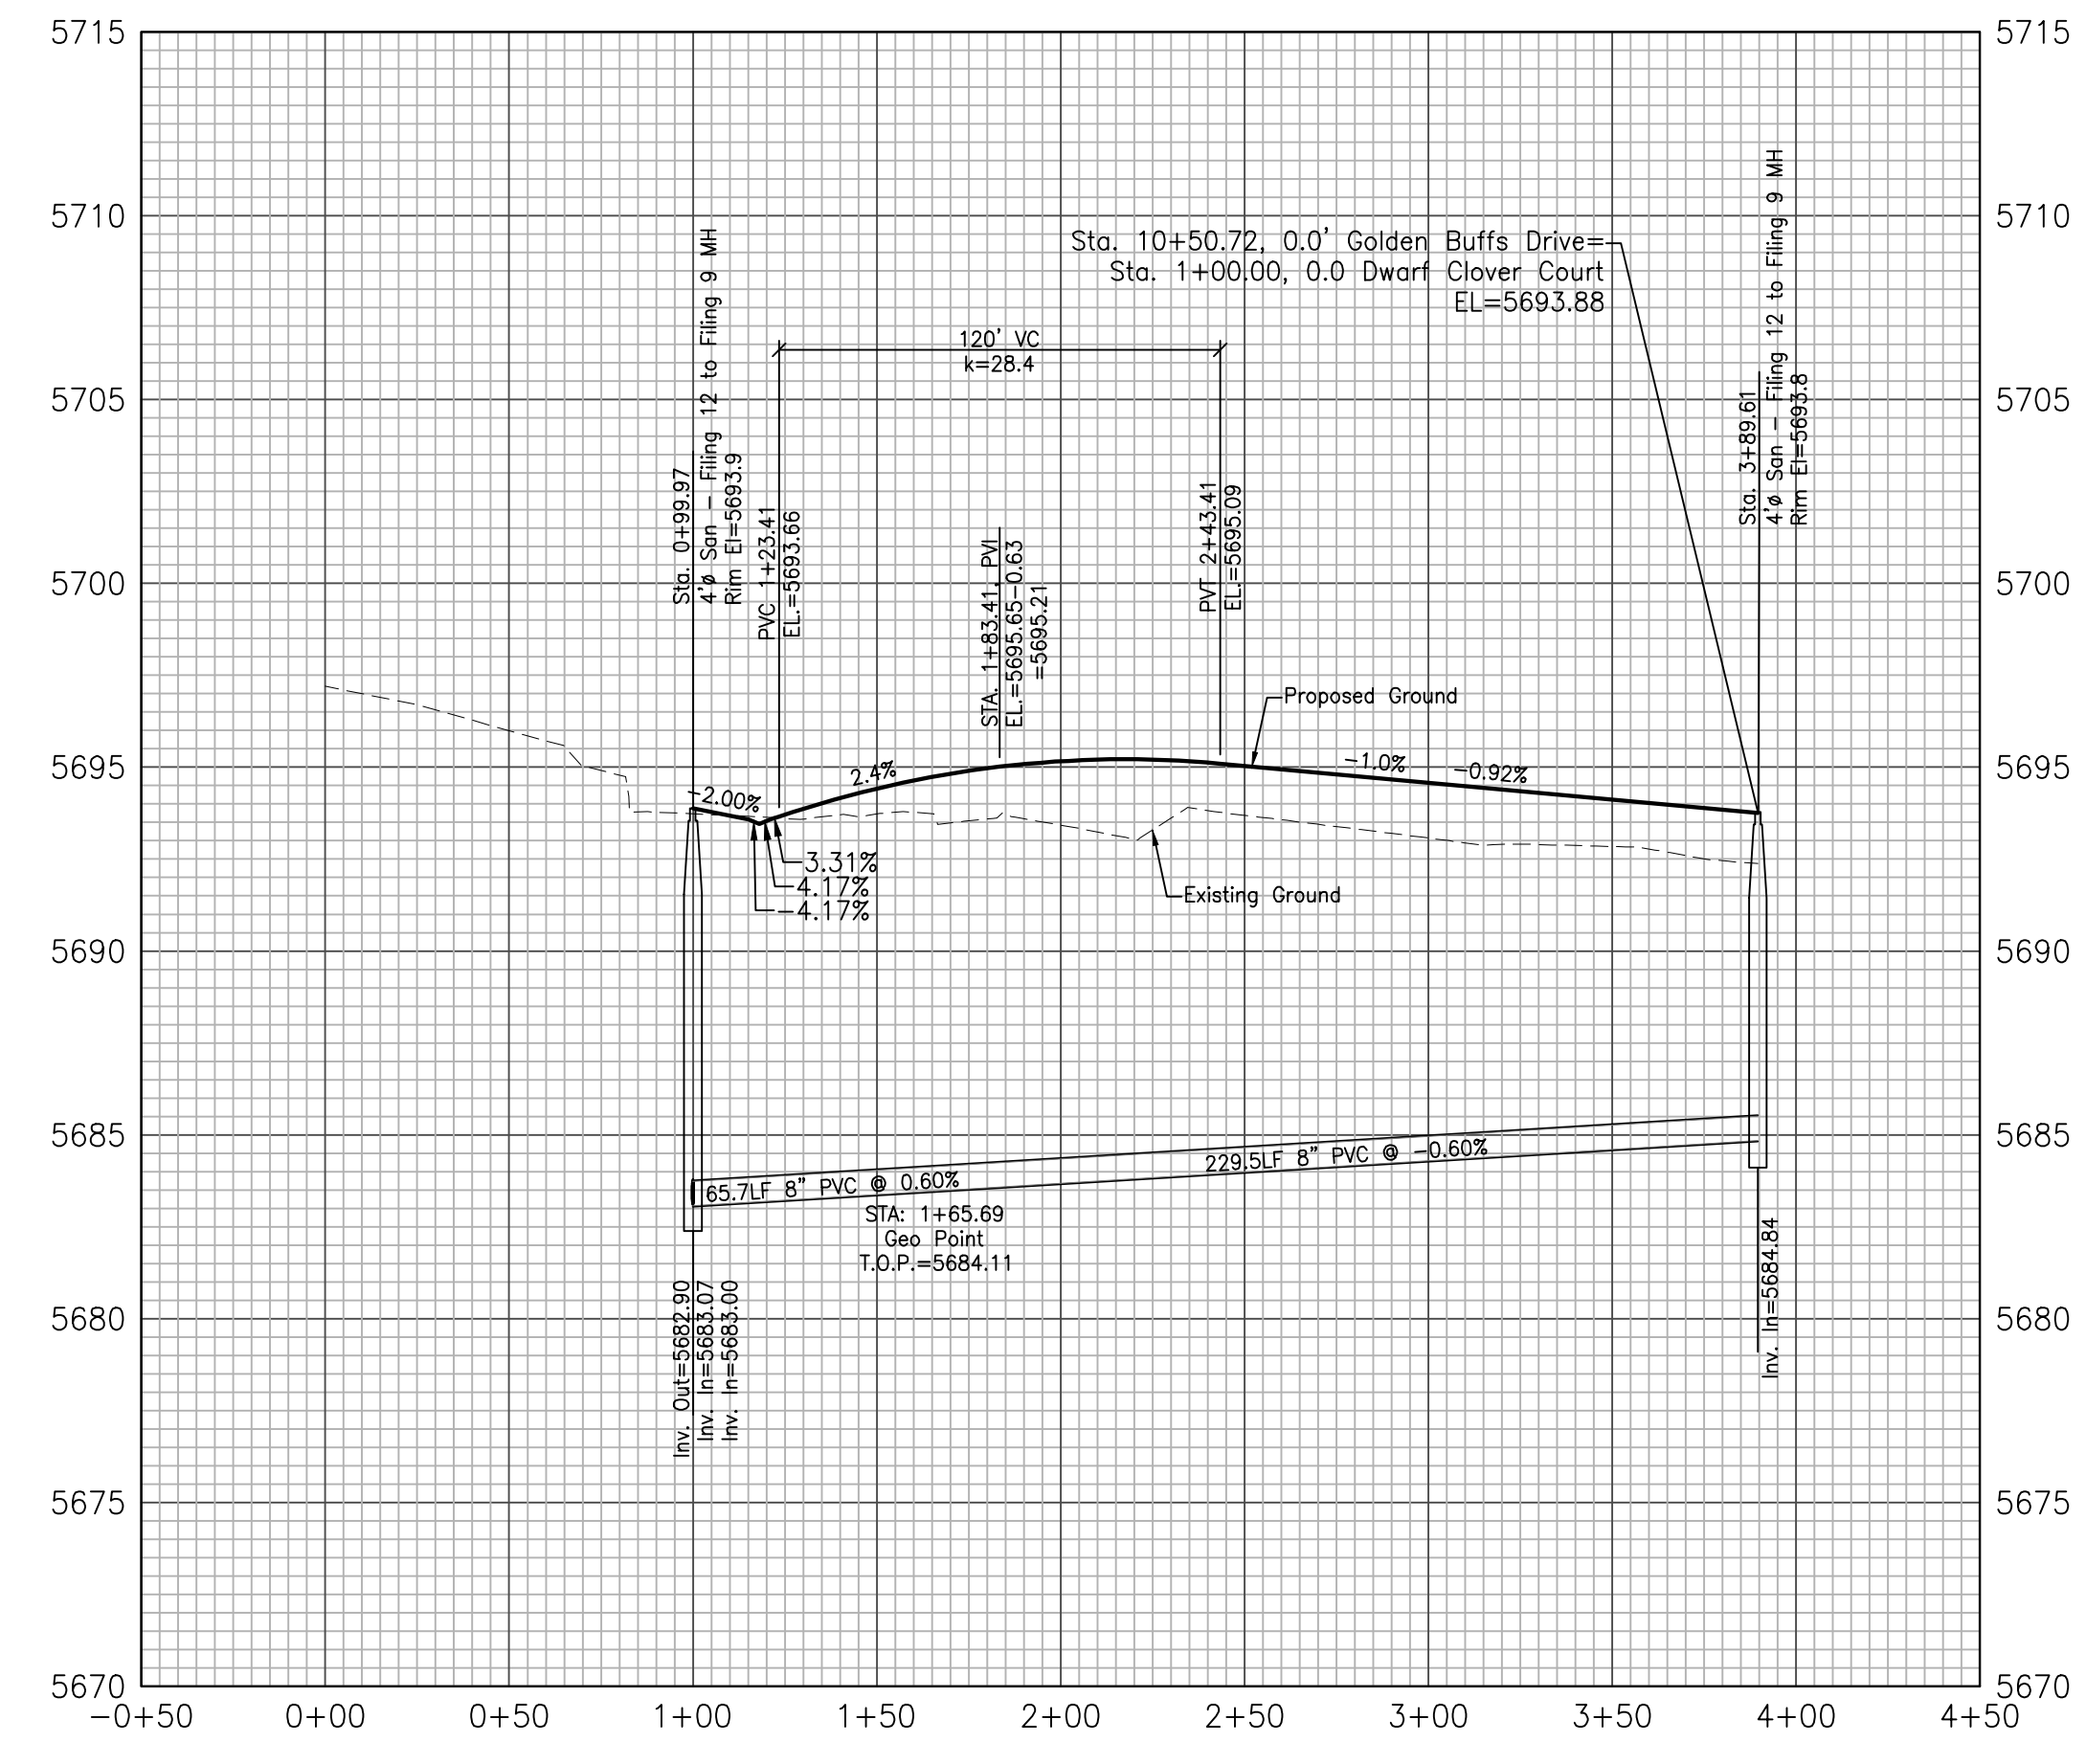 5715
5715
5710
5710
5705
5705
5700
5700
5695
5695
5690
5690
5685
5685
5680
5680
5675
5675
5670
5670
-0+50
0+00
0+50
1+00
1+50
2+00
2+50
3+00
3+50
4+00
4+50
Sta. 10+50.72, 0.0' Golden Buffs Drive=
Sta. 1+00.00, 0.0 Dwarf Clover Court
EL=5693.88
120' VC
k=28.4
Sta. 0+99.97
4'ø San - Filing 12 to Filing 9 MH
Rim El=5693.9
PVC 1+23.41
EL.=5693.66
STA. 1+83.41, PVI
EL.=5695.65-0.63
=5695.21
PVT 2+43.41
EL.=5695.09
Sta. 3+89.61
4'ø San - Filing 12 to Filing 9 MH
Rim El=5693.8
Proposed Ground
-2.00%
2.4%
-1.0%
-0.92%
3.31%
4.17%
-4.17%
Existing Ground
229.5LF 8" PVC @ -0.60%
65.7LF 8" PVC @ 0.60%
STA: 1+65.69
Geo Point
T.O.P.=5684.11
Inv. Out=5682.90
Inv. In=5683.07
Inv. In=5683.00
Inv. In=5684.84